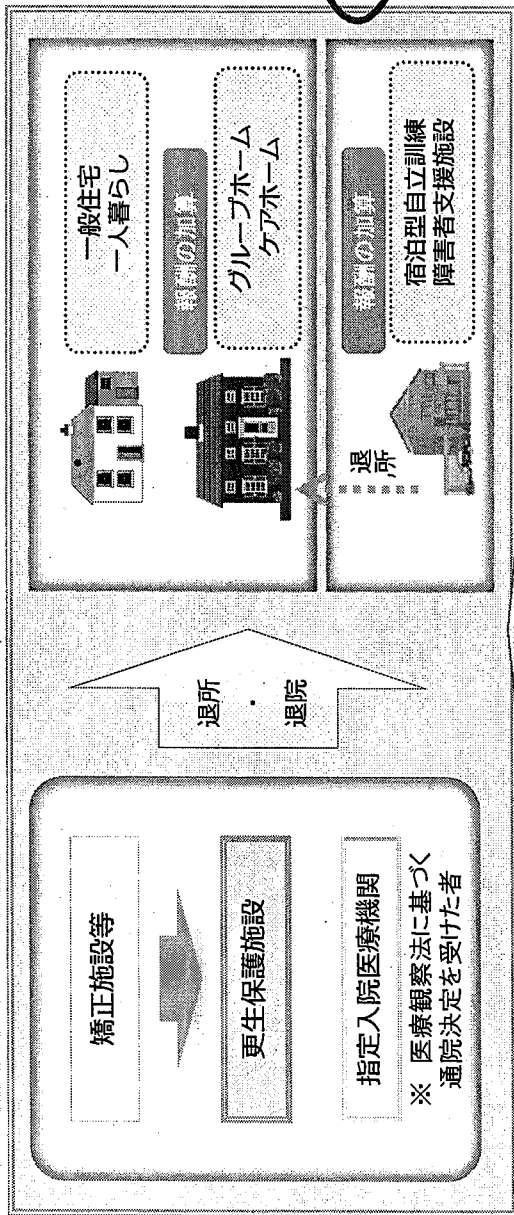 矯正施設等
更生保護施設
指定入院医療機関
※ 医療観察法に基づく
通院決定を受けた者
退所
・
退院
一般住宅
一人暮らし
報酬の加算
グループホーム
ケアホーム
退所
報酬の加算
宿泊型自立訓練
障害者支援施設